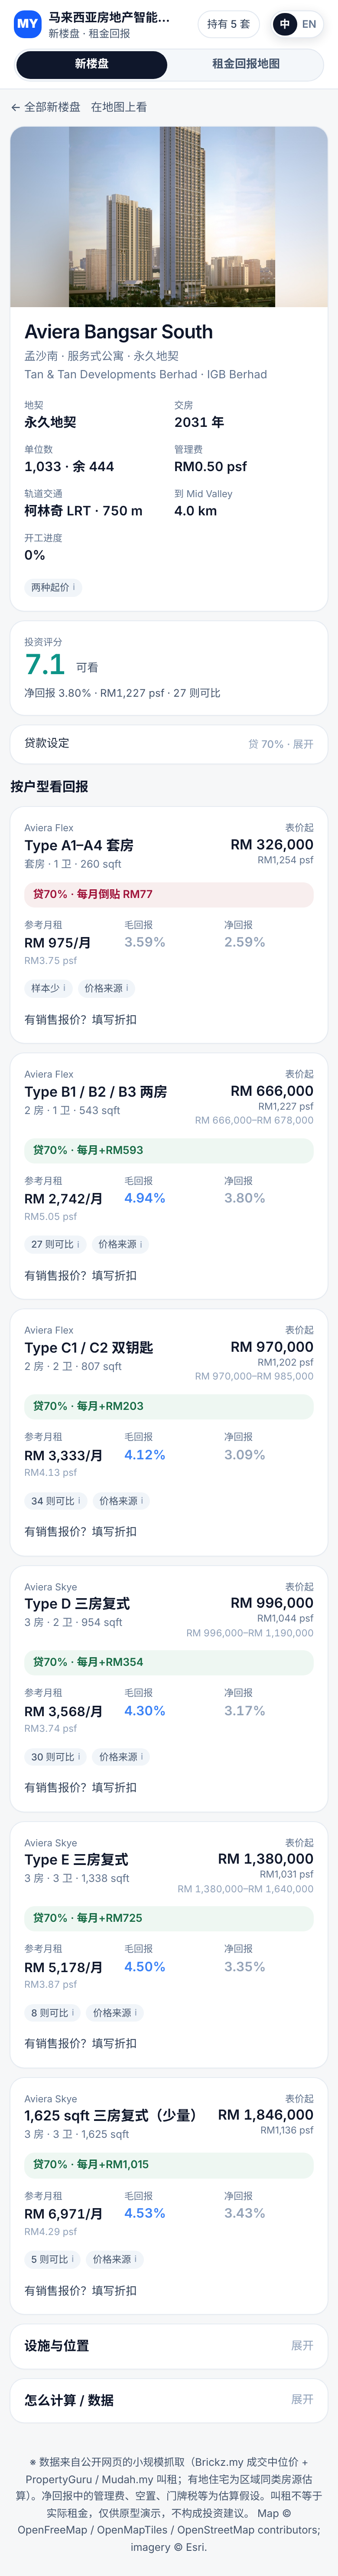 MY
马来西亚房地产智能...
新楼盘 · 租金回报
持有 5 套
中 EN
新楼盘 租金回报地图
← 全部新楼盘 在地图上看
Aviera Bangsar South
孟沙南 · 服务式公寓 · 永久地契
Tan & Tan Developments Berhad · IGB Berhad
地契 交房
永久地契 2031 年
单位数 管理费
1,033 · 余 444 RM0.50 psf
轨道交通 到 Mid Valley
柯林奇 LRT · 750 m 4.0 km
开工进度
0%
两种起价 i
投资评分
7.1 可看
净回报 3.80% · RM1,227 psf · 27 则可比
贷款设定 贷 70% · 展开
按户型看回报
Aviera Flex 表价起
Type A1–A4 套房 RM 326,000
套房 · 1 卫 · 260 sqft RM1,254 psf
贷70% · 每月倒贴 RM77
参考月租 毛回报 净回报
RM 975/月 3.59% 2.59%
RM3.75 psf
样本少 i 价格来源 i
有销售报价？填写折扣
Aviera Flex 表价起
Type B1 / B2 / B3 两房 RM 666,000
2 房 · 1 卫 · 543 sqft RM1,227 psf
RM 666,000–RM 678,000
贷70% · 每月+RM593
参考月租 毛回报 净回报
RM 2,742/月 4.94% 3.80%
RM5.05 psf
27 则可比 i 价格来源 i
有销售报价？填写折扣
Aviera Flex 表价起
Type C1 / C2 双钥匙 RM 970,000
2 房 · 2 卫 · 807 sqft RM1,202 psf
RM 970,000–RM 985,000
贷70% · 每月+RM203
参考月租 毛回报 净回报
RM 3,333/月 4.12% 3.09%
RM4.13 psf
34 则可比 i 价格来源 i
有销售报价？填写折扣
Aviera Skye 表价起
Type D 三房复式 RM 996,000
3 房 · 2 卫 · 954 sqft RM1,044 psf
RM 996,000–RM 1,190,000
贷70% · 每月+RM354
参考月租 毛回报 净回报
RM 3,568/月 4.30% 3.17%
RM3.74 psf
30 则可比 i 价格来源 i
有销售报价？填写折扣
Aviera Skye 表价起
Type E 三房复式 RM 1,380,000
3 房 · 3 卫 · 1,338 sqft RM1,031 psf
RM 1,380,000–RM 1,640,000
贷70% · 每月+RM725
参考月租 毛回报 净回报
RM 5,178/月 4.50% 3.35%
RM3.87 psf
8 则可比 i 价格来源 i
有销售报价？填写折扣
Aviera Skye 表价起
1,625 sqft 三房复式（少量） RM 1,846,000
3 房 · 3 卫 · 1,625 sqft RM1,136 psf
贷70% · 每月+RM1,015
参考月租 毛回报 净回报
RM 6,971/月 4.53% 3.43%
RM4.29 psf
5 则可比 i 价格来源 i
有销售报价？填写折扣
设施与位置 展开
怎么计算 / 数据 展开
※ 数据来自公开网页的小规模抓取（Brickz.my 成交中位价 +
PropertyGuru / Mudah.my 叫租；有地住宅为区域同类房源估
算）。净回报中的管理费、空置、门牌税等为估算假设。叫租不等于
实际租金，仅供原型演示，不构成投资建议。 Map ©
OpenFreeMap / OpenMapTiles / OpenStreetMap contributors;
imagery © Esri.